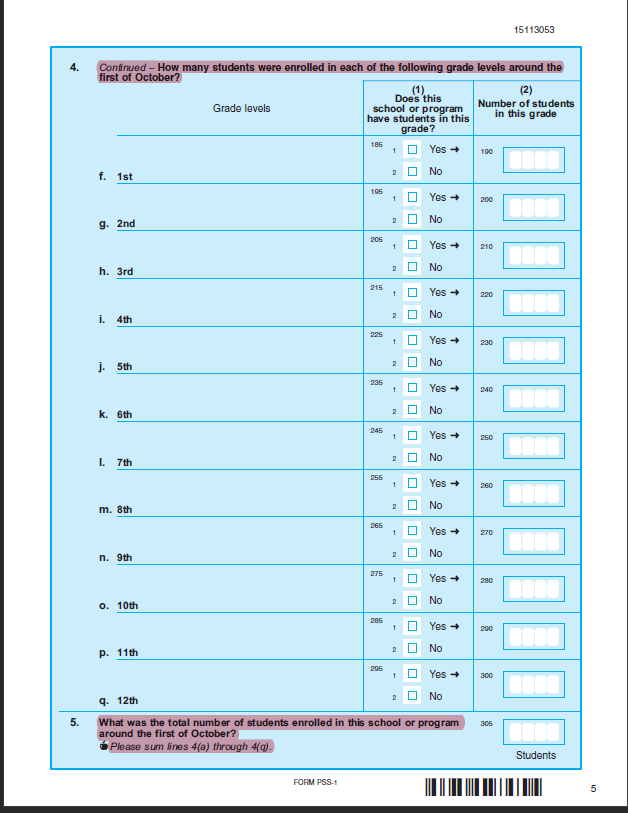 15113053
4. Continued – How many students were enrolled in each of the following grade levels around the
first of October?
Grade levels
(1)
Does this
school or program
have students in this
grade?
(2)
Number of students
in this grade
185 1 Yes ➜ 190
2 No
f. 1st
195 1 Yes ➜ 200
2 No
g. 2nd
205 1 Yes ➜ 210
2 No
h. 3rd
215 1 Yes ➜ 220
2 No
i. 4th
225 1 Yes ➜ 230
2 No
j. 5th
235 1 Yes ➜ 240
2 No
k. 6th
245 1 Yes ➜ 250
2 No
l. 7th
255 1 Yes ➜ 260
2 No
m. 8th
265 1 Yes ➜ 270
2 No
n. 9th
275 1 Yes ➜ 280
2 No
o. 10th
285 1 Yes ➜ 290
2 No
p. 11th
295 1 Yes ➜ 300
2 No
q. 12th
5. What was the total number of students enrolled in this school or program
around the first of October?
Please sum lines 4(a) through 4(q).
305
Students
FORM PSS-1
5